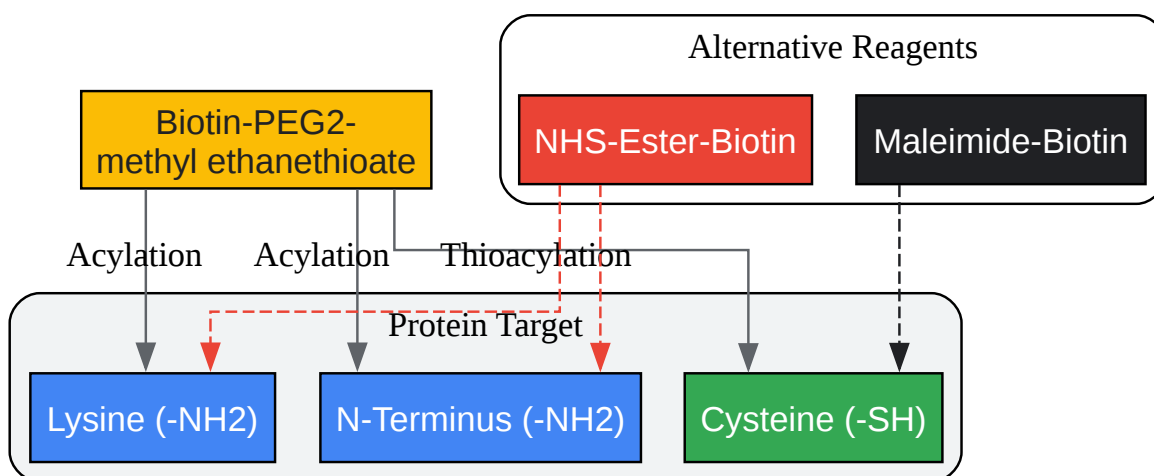 Alternative Reagents
Biotin-PEG2-
methyl ethanethioate
NHS-Ester-Biotin
Maleimide-Biotin
Acylation
Acylation
Thioacylation
Protein Target
Lysine (-NH2)
N-Terminus (-NH2)
Cysteine (-SH)